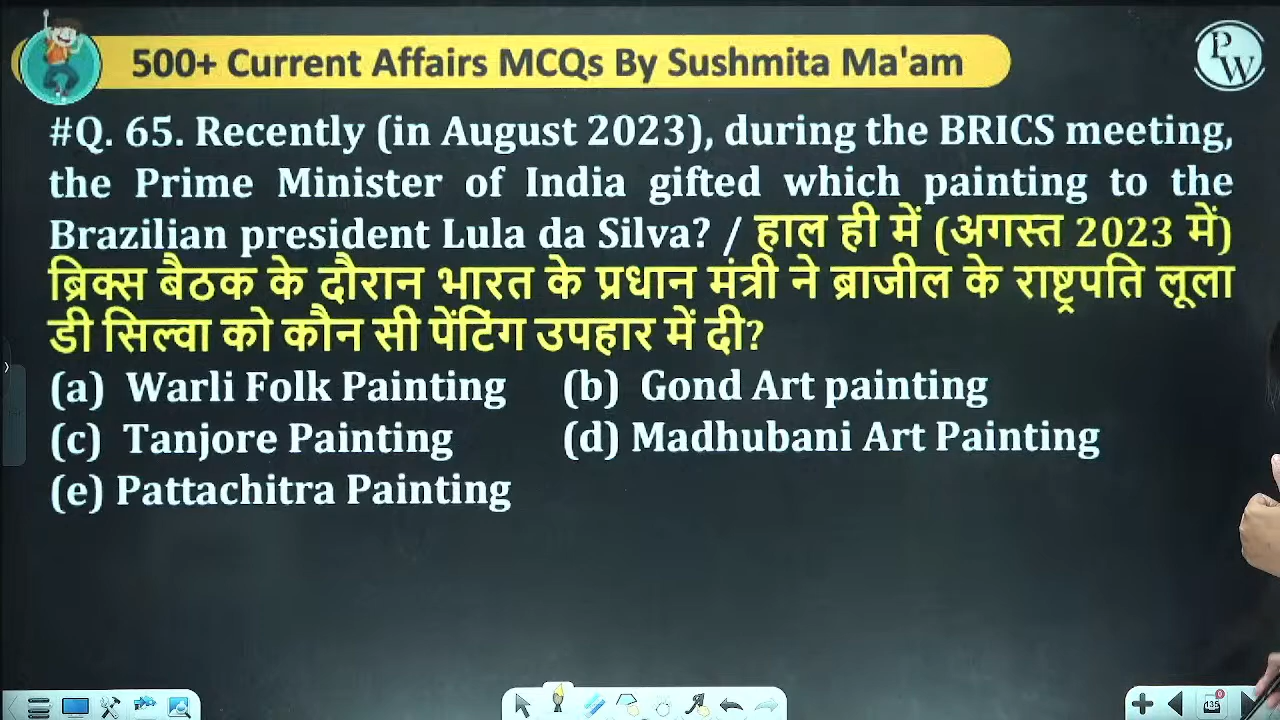 500+ Current Affairs MCQs By Sushmita Ma'am
PW
#Q. 65. Recently (in August 2023), during the BRICS meeting,
the Prime Minister of India gifted which painting to the
Brazilian president Lula da Silva? / हाल ही में (अगस्त 2023 में)
ब्रिक्स बैठक के दौरान भारत के प्रधान मंत्री ने ब्राजील के राष्ट्रपति लूला
डी सिल्वा को कौन सी पेंटिंग उपहार में दी?
(a) Warli Folk Painting (b) Gond Art painting
(c) Tanjore Painting (d) Madhubani Art Painting
(e) Pattachitra Painting